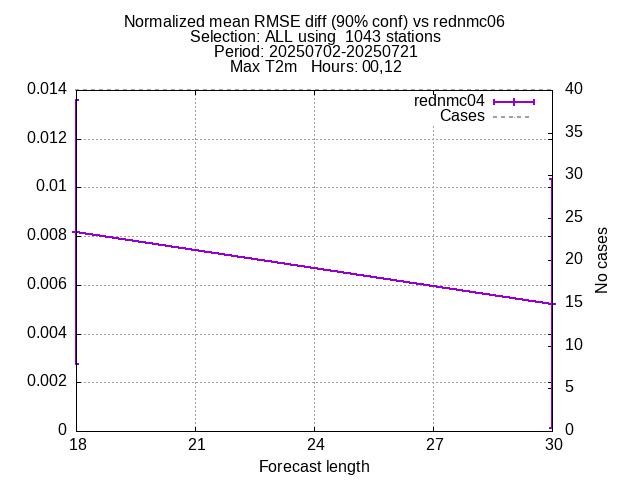 Normalized mean RMSE diff (90% conf) vs rednmc06
Selection: ALL using  1043 stations
Period: 20250702-20250721
Max T2m   Hours: 00,12
rednmc04
Cases
0.014
0.012
0.01
0.008
0.006
0.004
0.002
0
40
35
30
25
20
15
10
5
0
No cases
18 21 24 27 30
Forecast length